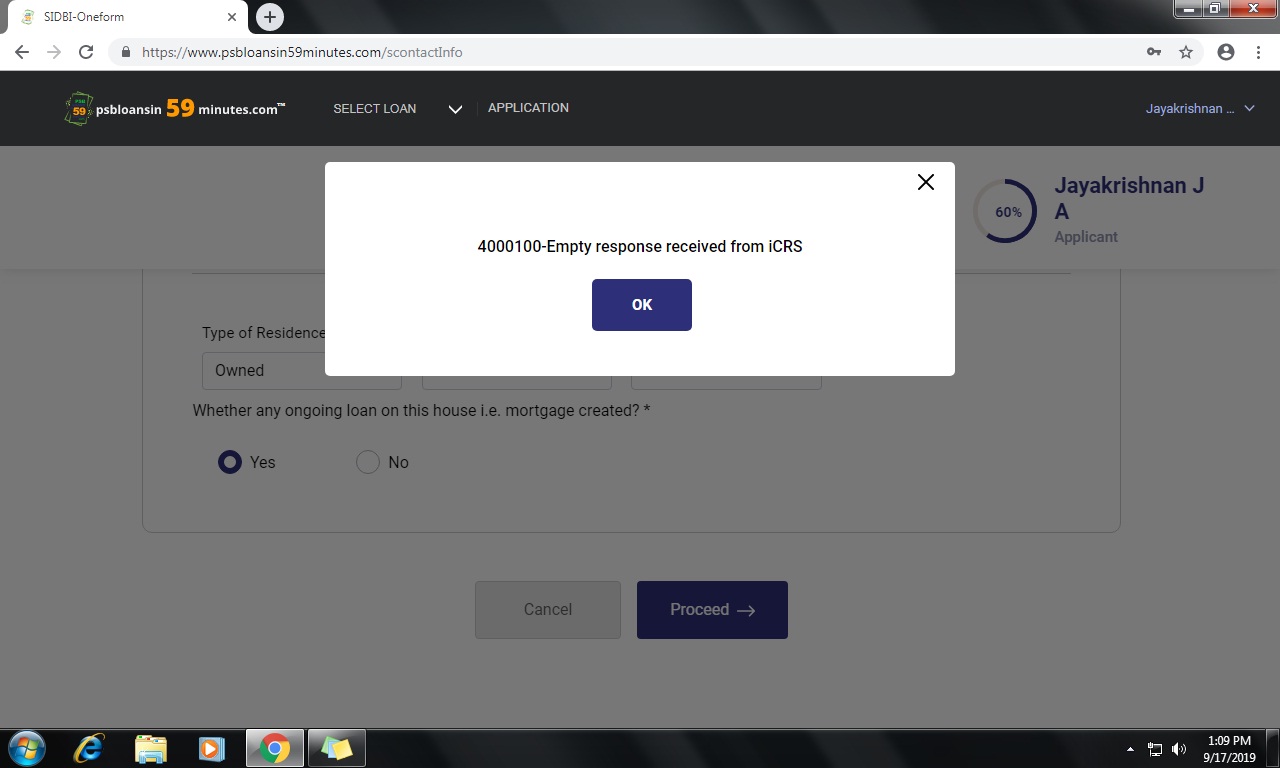 SIDBI-Oneform
https://www.psbloansin59minutes.com/scontactInfo
PSB
59
psbloansin 59 minutes.com™
SELECT LOAN
APPLICATION
Jayakrishnan ...
60%
Jayakrishnan J
A
Applicant
4000100-Empty response received from iCRS
OK
Type of Residence
Owned
Whether any ongoing loan on this house i.e. mortgage created? *
Yes
No
Cancel
Proceed
1:09 PM
9/17/2019